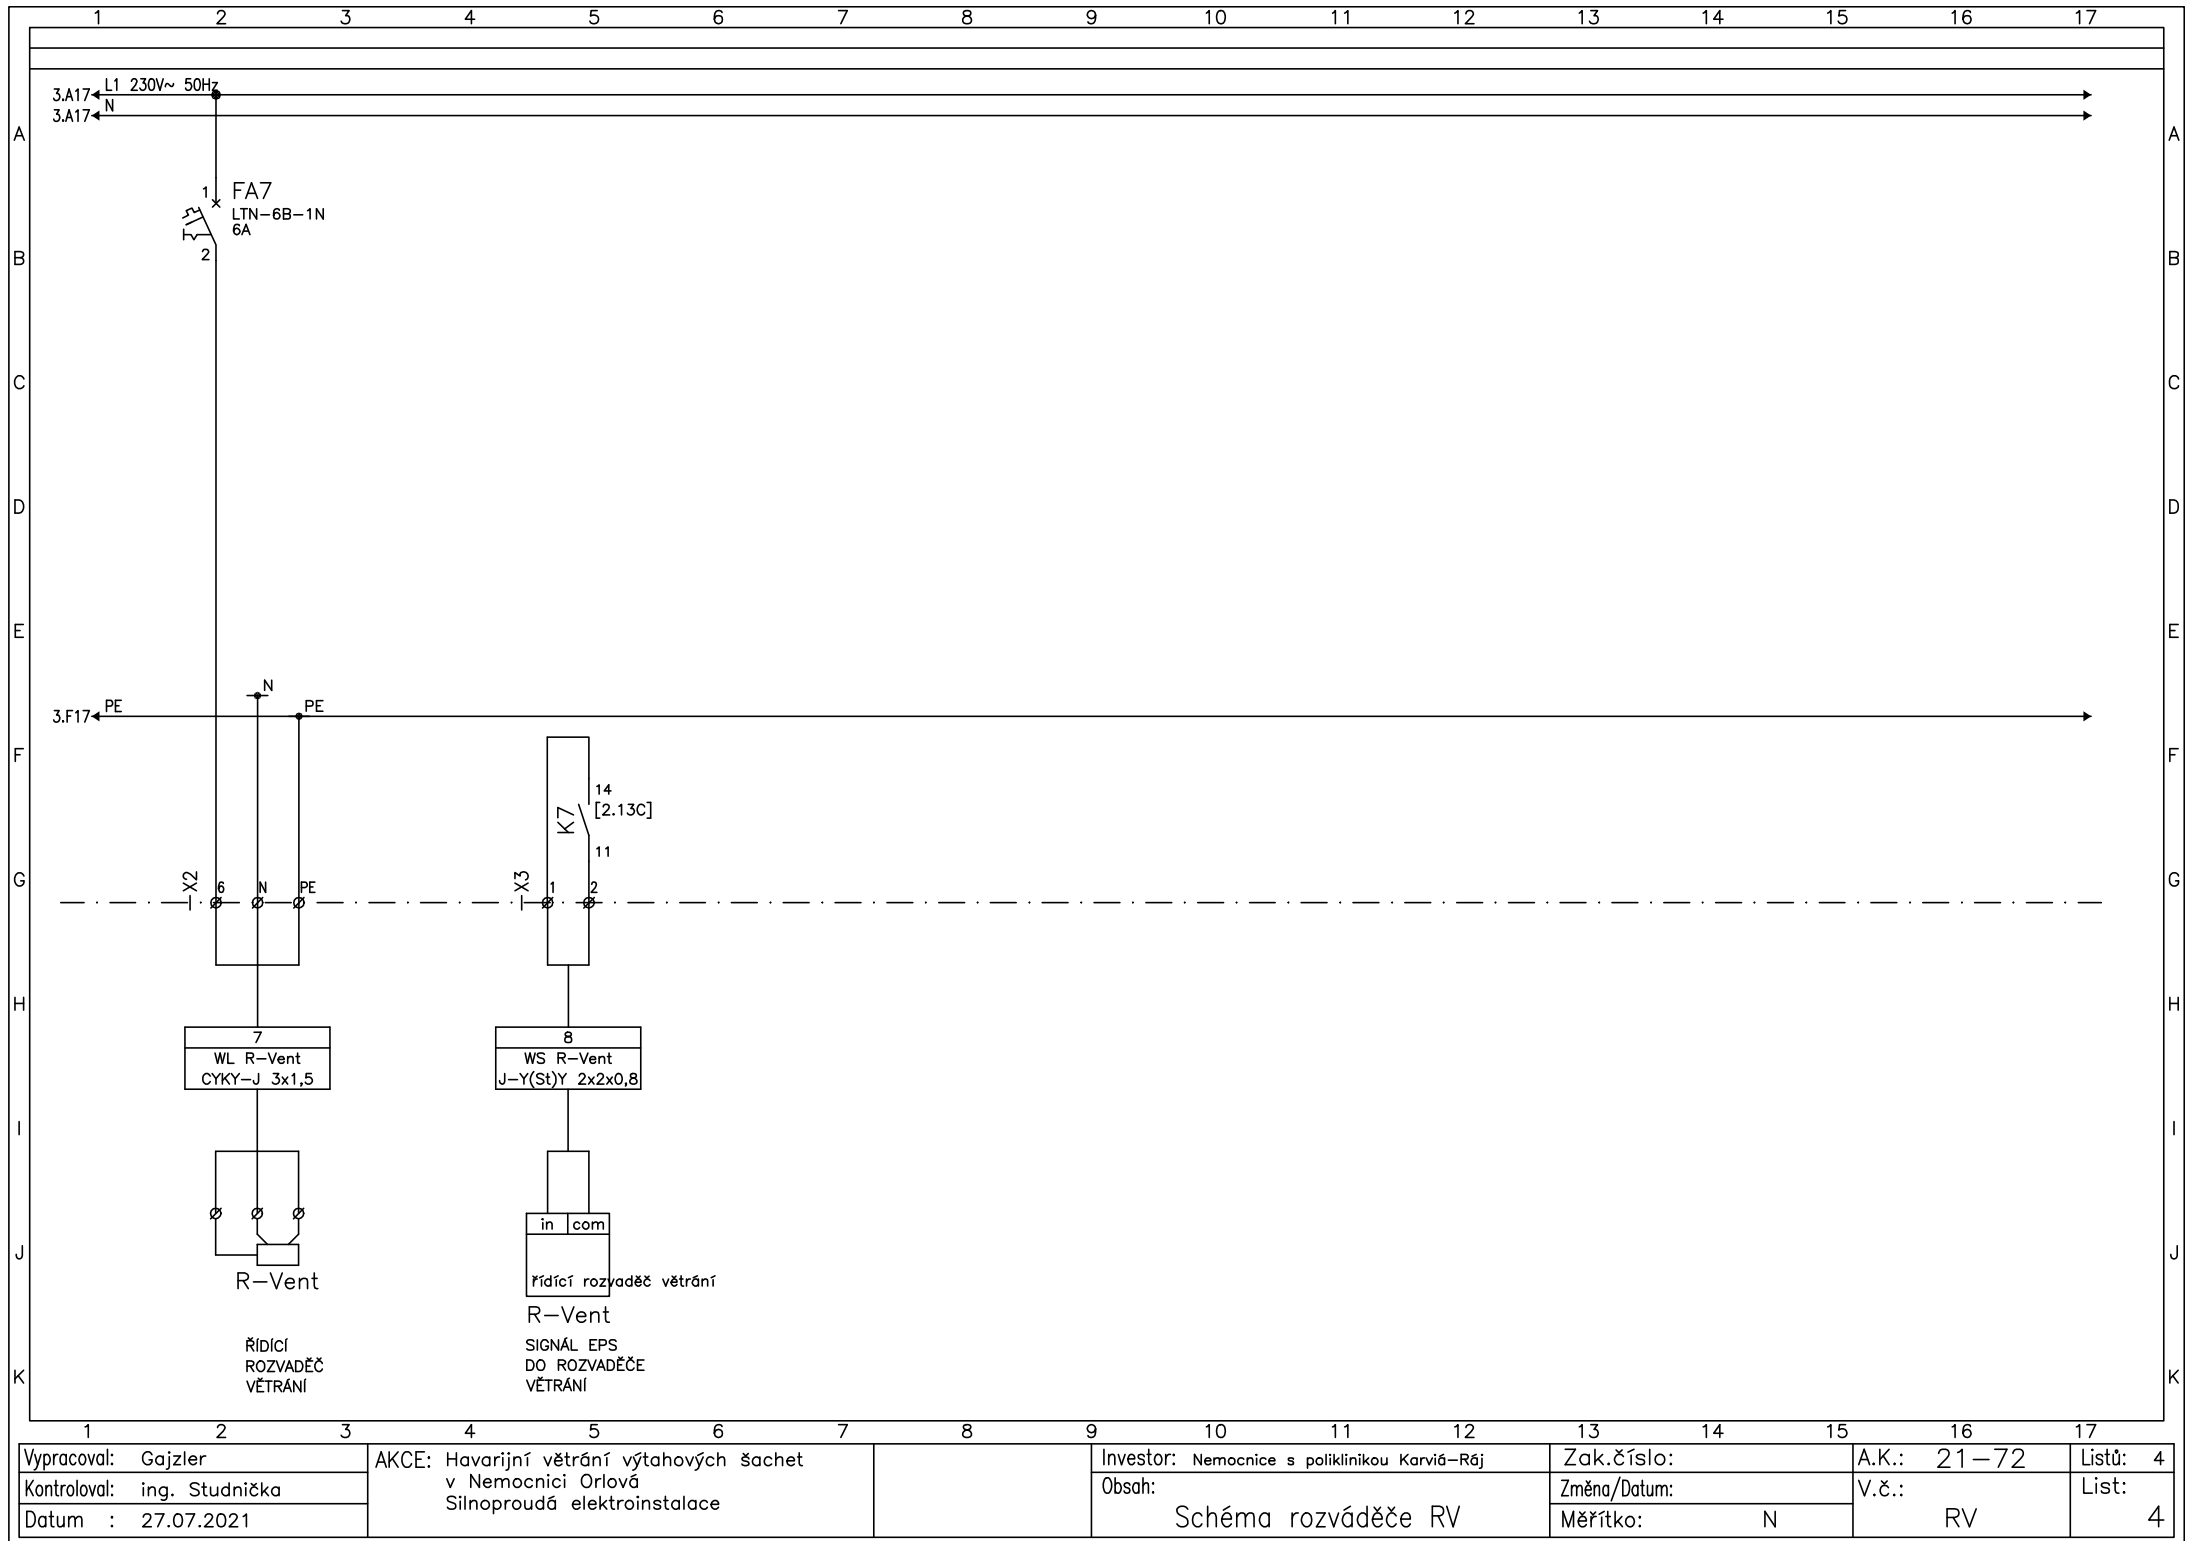 1 2 3 4 5 6 7 8 9 10 11 12 13 14 15 16 17
L1 230V~ 50Hz
3.A17
N
3.A17
A A
1 FA7
LTN-6B-1N
6A
2
B B
C C
D D
E E
N
PE PE
3.F17
F F
14
K7 [2.13C]
11
G G
X2 6 N PE X3 1 2
H H
7 8
WL R-Vent WS R-Vent
CYKY-J 3x1,5 J-Y(St)Y 2x2x0,8
I I
in com
J J
R-Vent řídící rozvaděč větrání
R-Vent
ŘÍDÍCÍ SIGNÁL EPS
ROZVADĚČ DO ROZVADĚČE
VĚTRÁNÍ VĚTRÁNÍ
K K
1 2 3 4 5 6 7 8 9 10 11 12 13 14 15 16 17
Vypracoval: Gajzler
Kontroloval: ing. Studnička
Datum : 27.07.2021
AKCE: Havarijní větrání výtahových šachet
v Nemocnici Orlová
Silnoproudá elektroinstalace
Investor: Nemocnice s poliklinikou Karviá-Ráj
Obsah:
Schéma rozváděče RV
Zak.číslo:
Změna/Datum:
Měřítko: N
A.K.: 21-72
V.č.:
RV
Listů: 4
List:
4